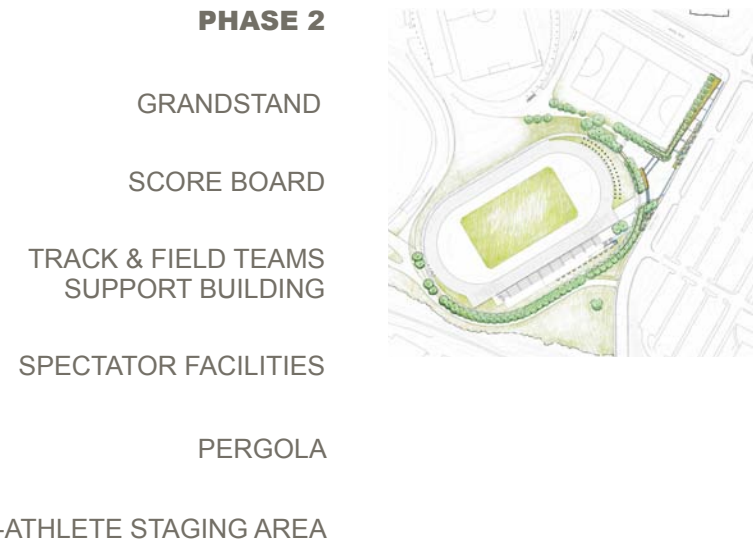 PHASE 2
GRANDSTAND
SCORE BOARD
TRACK & FIELD TEAMS
SUPPORT BUILDING
SPECTATOR FACILITIES
PERGOLA
-ATHLETE STAGING AREA